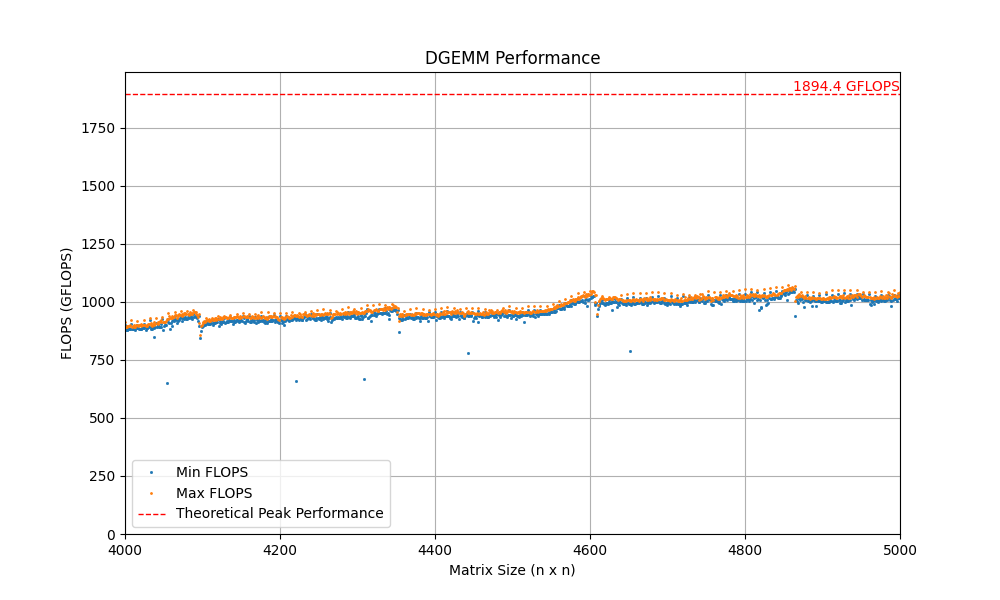 DGEMM Performance
1894.4 GFLOPS
1750
1500
1250
1000
750
500
250
0
FLOPS (GFLOPS)
Min FLOPS
Max FLOPS
Theoretical Peak Performance
4000 4200 4400 4600 4800 5000
Matrix Size (n x n)